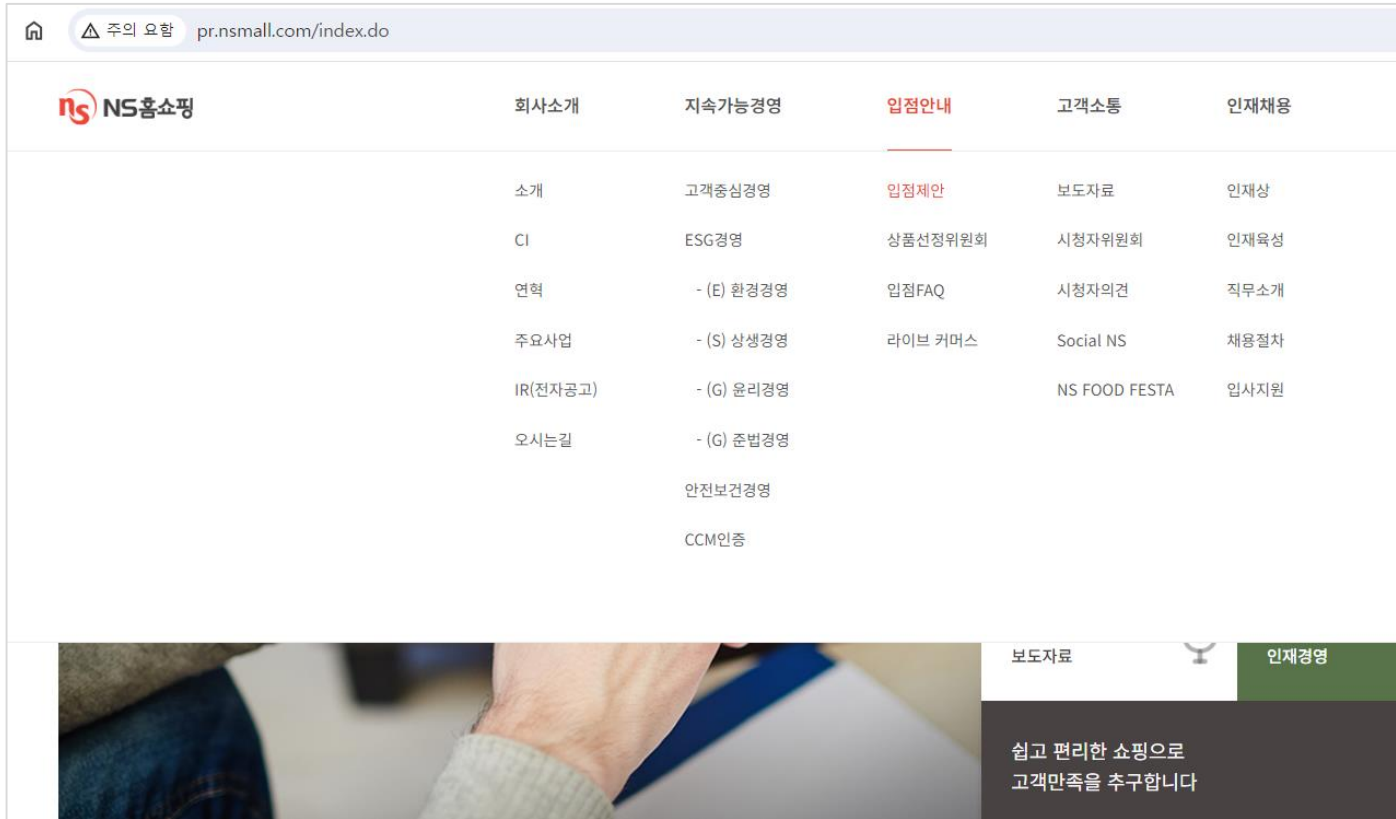 주의 요함 pr.nsmall.com/index.do
ns NS홈쇼핑
회사소개 지속가능경영 입점안내 고객소통 인재채용
소개 고객중심경영 입점제안 보도자료 인재상
CI ESG경영 상품선정위원회 시청자위원회 인재육성
연혁 - (E) 환경경영 입점FAQ 시청자의견 직무소개
주요사업 - (S) 상생경영 라이브 커머스 Social NS 채용절차
IR(전자공고) - (G) 윤리경영 NS FOOD FESTA 입사지원
오시는길 - (G) 준법경영
안전보건경영
CCM인증
보도자료 인재경영
쉽고 편리한 쇼핑으로
고객만족을 추구합니다